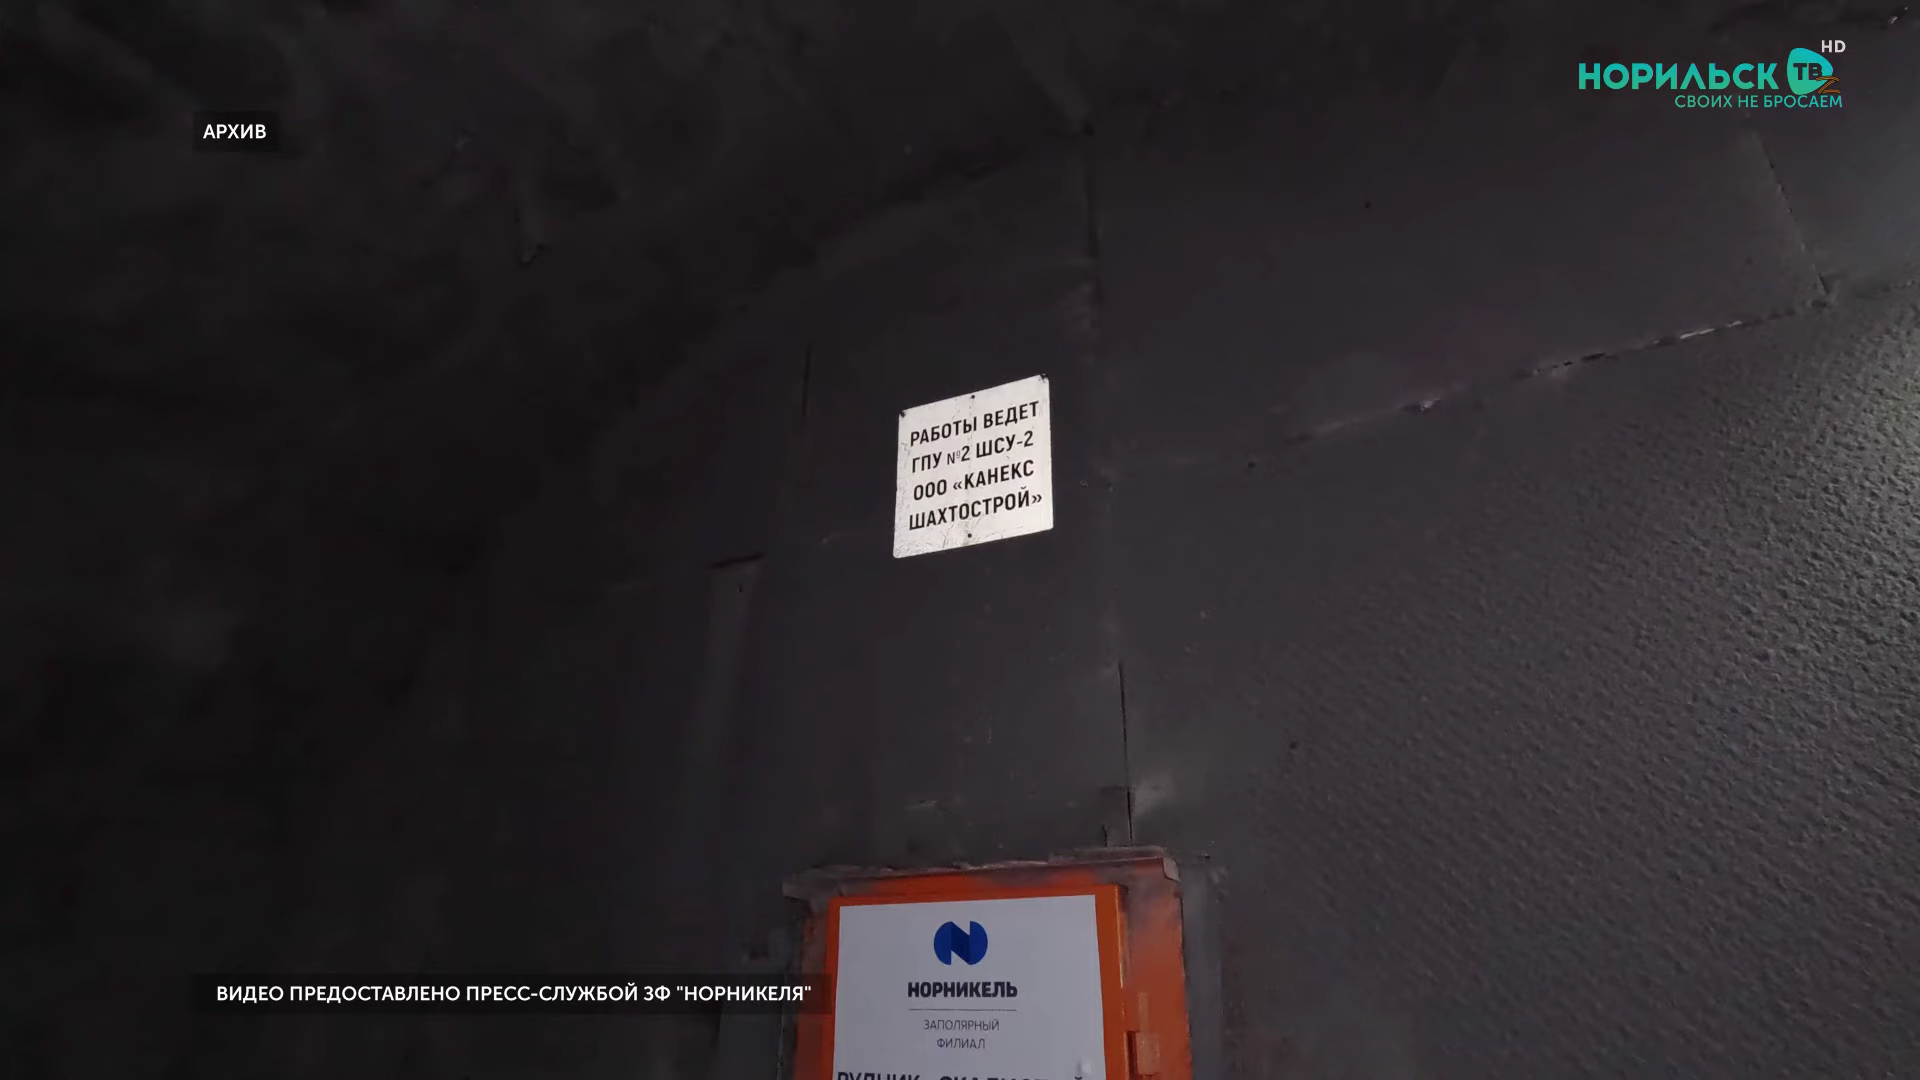 HD
НОРИЛЬСК ТВ
СВОИХ НЕ БРОСАЕМ
АРХИВ
РАБОТЫ ВЕДЕТ
ГПУ №2 ШСУ-2
ООО «КАНЕКС
ШАХТОСТРОЙ»
ВИДЕО ПРЕДОСТАВЛЕНО ПРЕСС-СЛУЖБОЙ ЗФ "НОРНИКЕЛЯ"
НОРНИКЕЛЬ
ЗАПОЛЯРНЫЙ
ФИЛИАЛ
РУДНИК